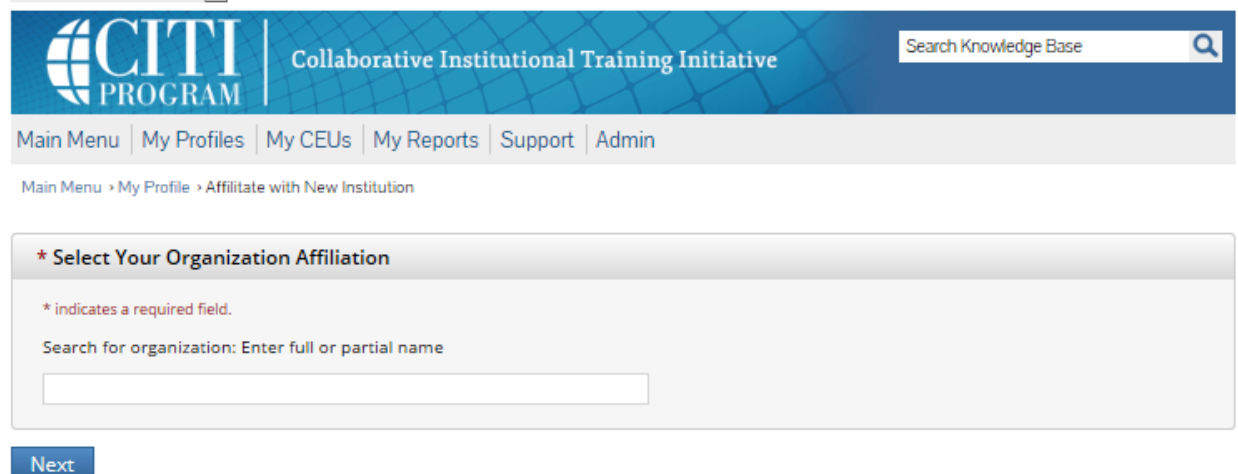 CITI
PROGRAM
Collaborative Institutional Training Initiative
Search Knowledge Base
Main Menu My Profiles My CEUs My Reports Support Admin
Main Menu › My Profile › Affilitate with New Institution
* Select Your Organization Affiliation
* indicates a required field.
Search for organization: Enter full or partial name
Next